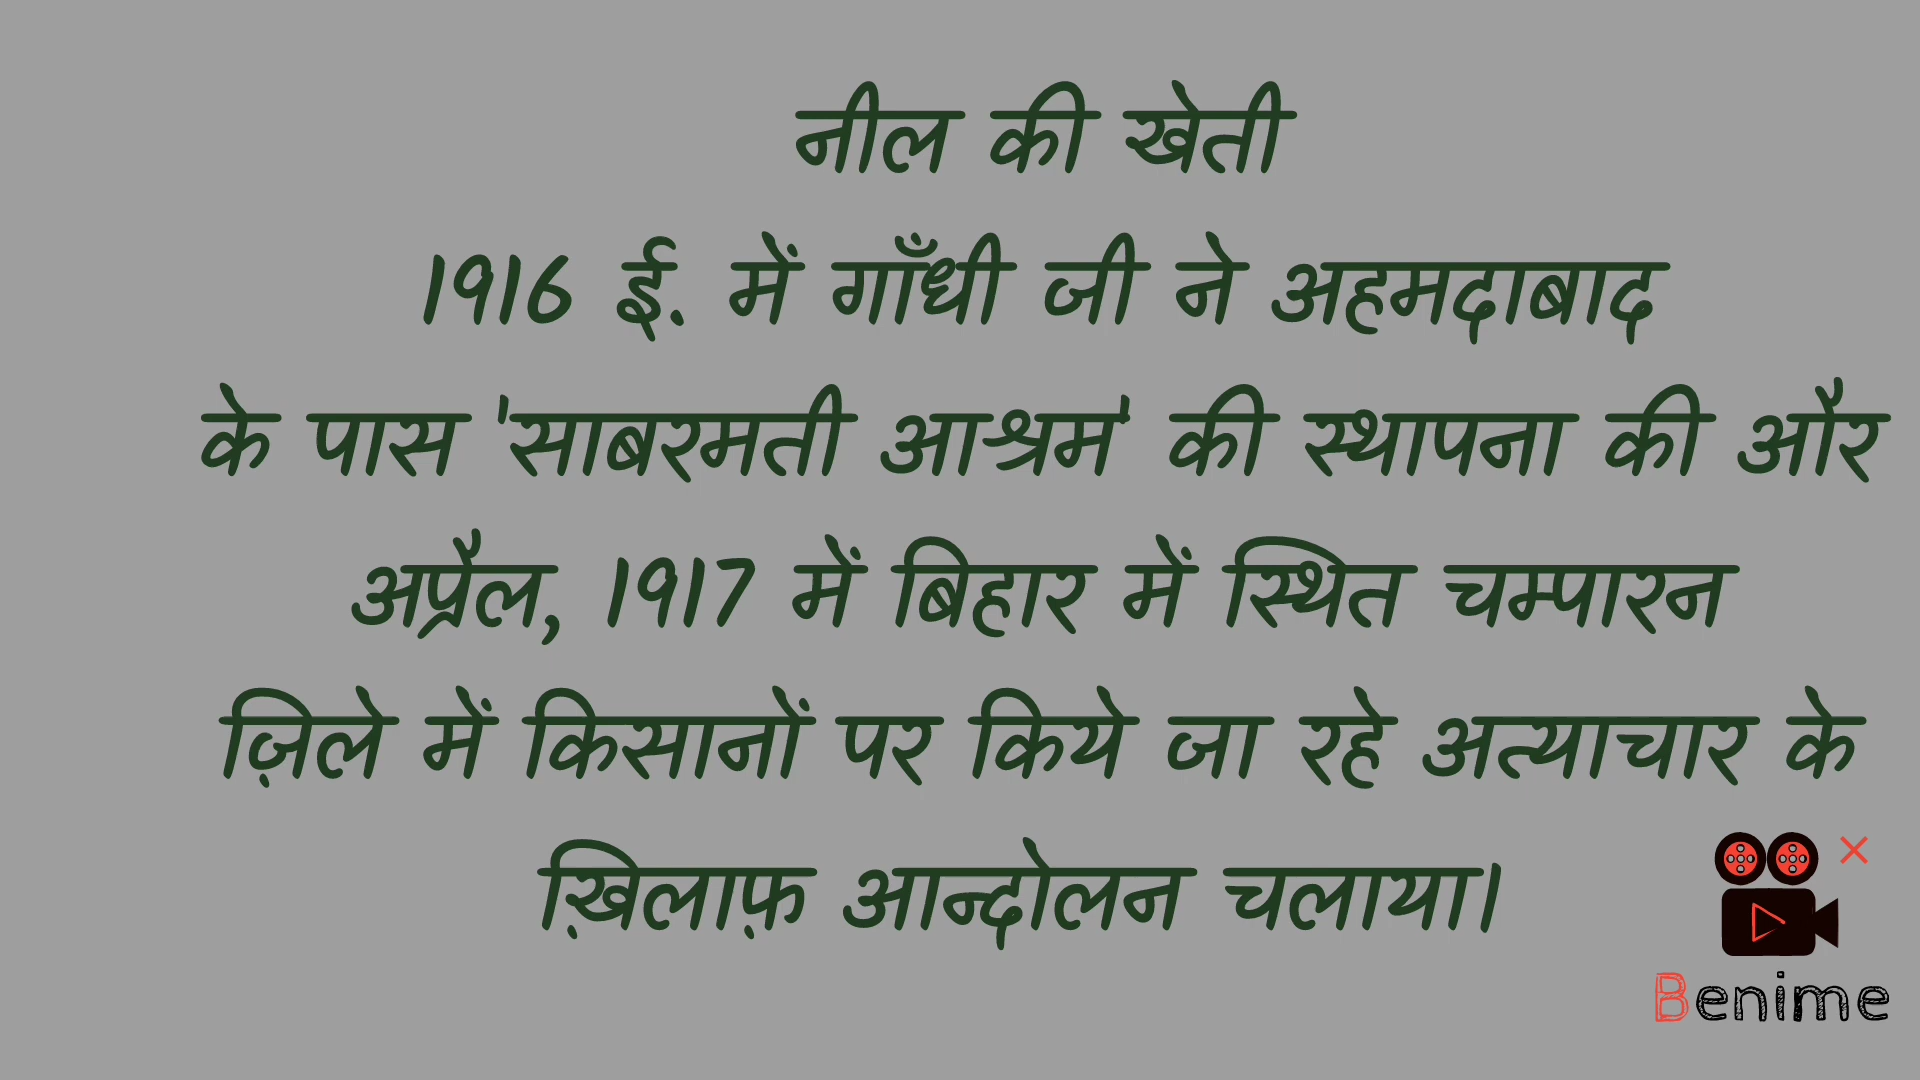 नील की खेती
1916 ई. में गाँधी जी ने अहमदाबाद
के पास 'साबरमती आश्रम' की स्थापना की और
अप्रैल, 1917 में बिहार में स्थित चम्पारन
ज़िले में किसानों पर किये जा रहे अत्याचार के
ख़िलाफ़ आन्दोलन चलाया।
Benime